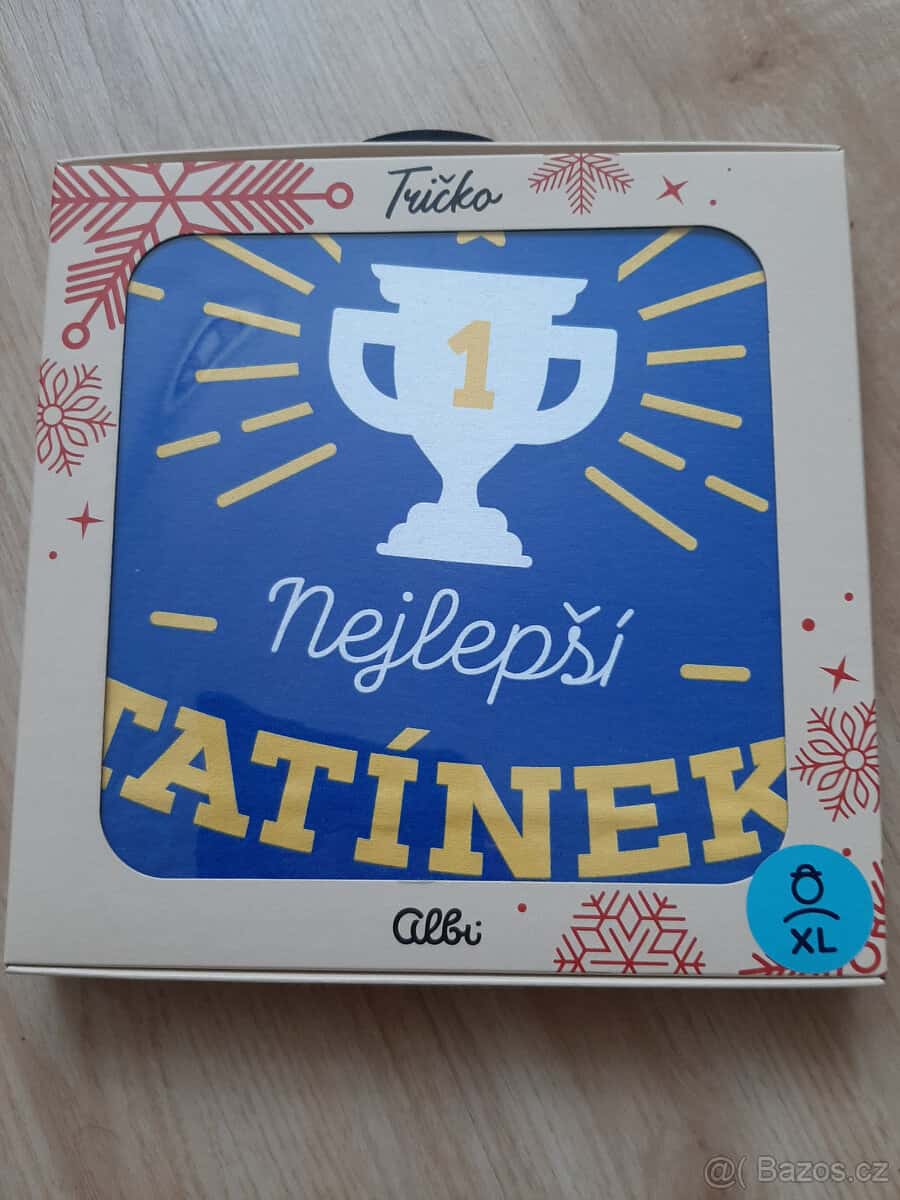 Tričko
1
Nejlepší
TATÍNEK
albi
XL
@( Bazos.cz